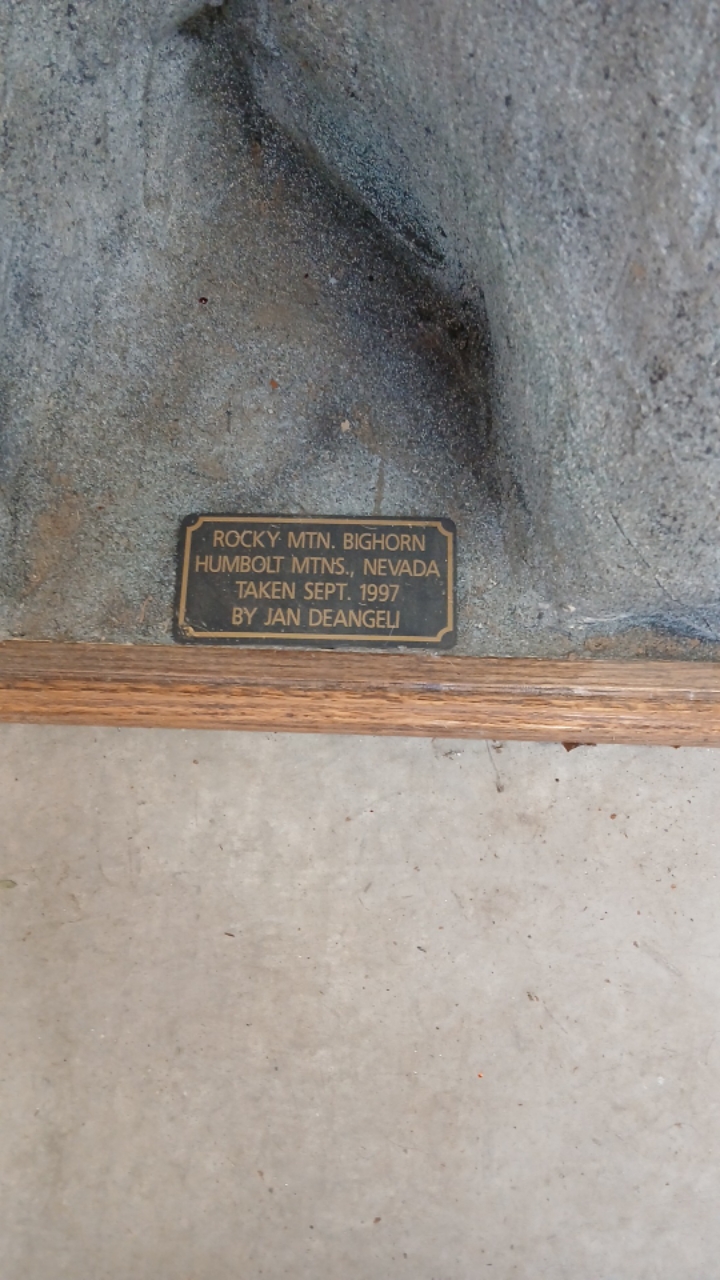 ROCKY MTN. BIGHORN
HUMBOLT MTNS., NEVADA
TAKEN SEPT. 1997
BY JAN DEANGELI